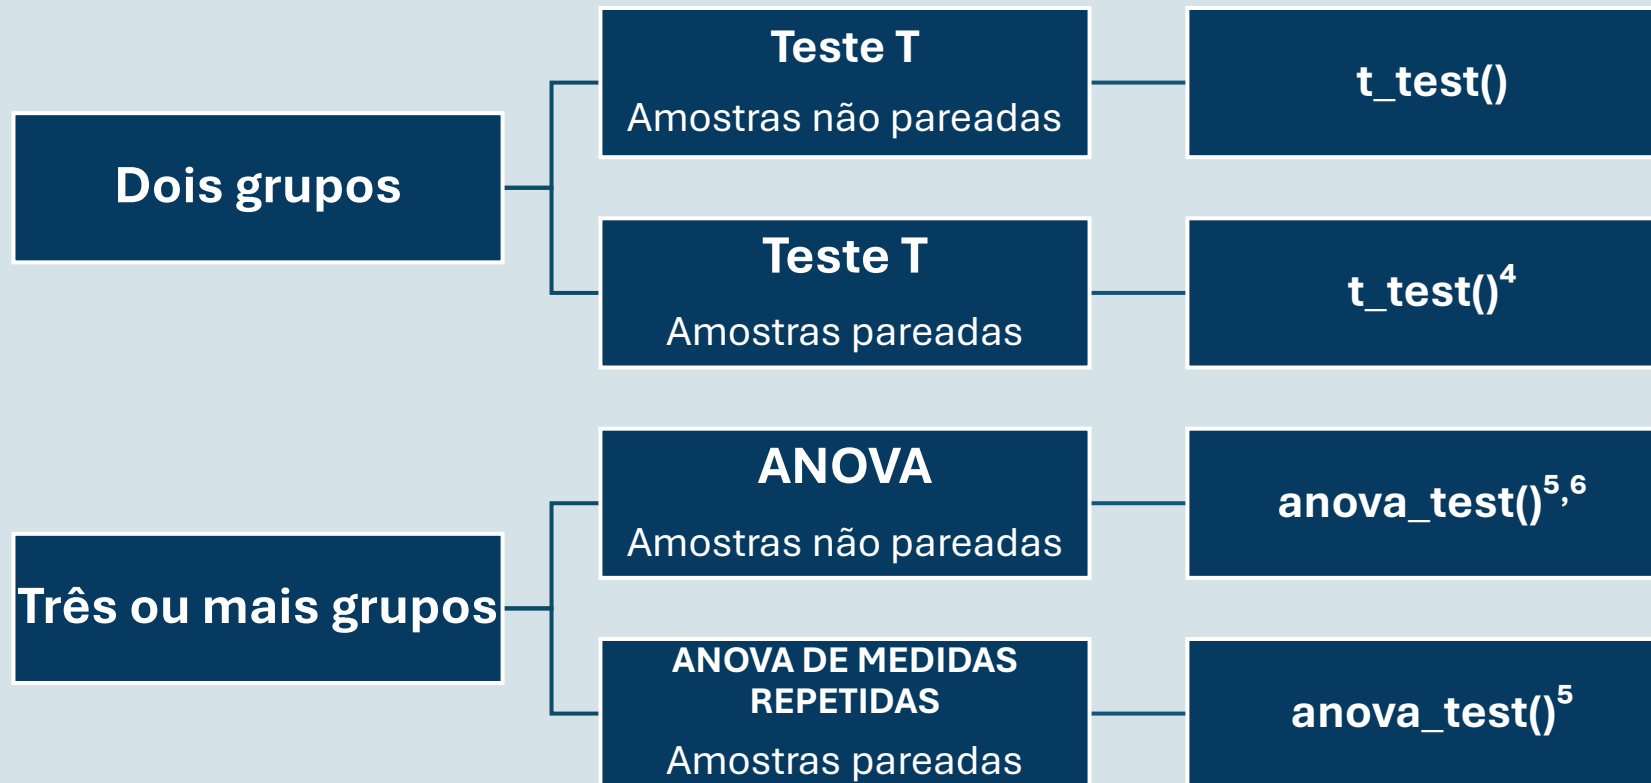 Dois grupos
Teste T
Amostras não pareadas
t_test()
Teste T
Amostras pareadas
t_test()⁴
Três ou mais grupos
ANOVA
Amostras não pareadas
anova_test()⁵,⁶
ANOVA DE MEDIDAS
REPETIDAS
Amostras pareadas
anova_test()⁵